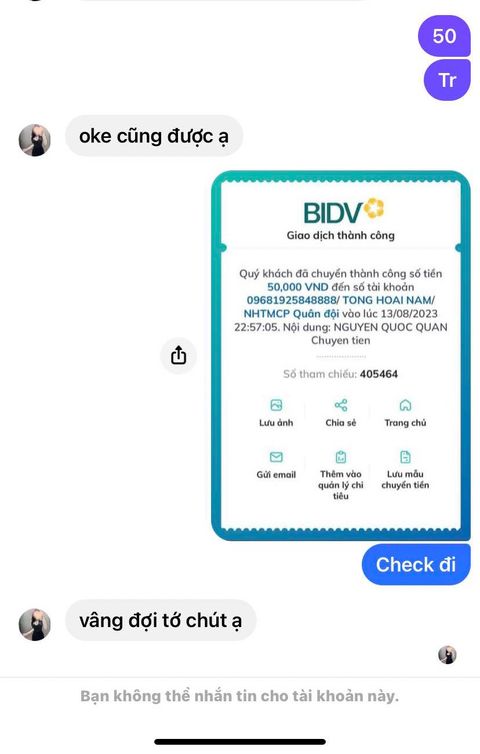 50
Tr
oke cũng được ạ
BIDV
Giao dịch thành công
Quý khách đã chuyển thành công số tiền
50,000 VND đến số tài khoản
09681925848888/ TONG HOAI NAM/
NHTMCP Quân đội vào lúc 13/08/2023
22:57:05. Nội dung: NGUYEN QUOC QUAN
Chuyen tien
Số tham chiếu: 405464
Lưu ảnh Chia sẻ Trang chủ
Gửi email Thêm vào Lưu mẫu
quản lý chi chuyển tiền
tiêu
Check đi
vâng đợi tớ chút ạ
Bạn không thể nhắn tin cho tài khoản này.